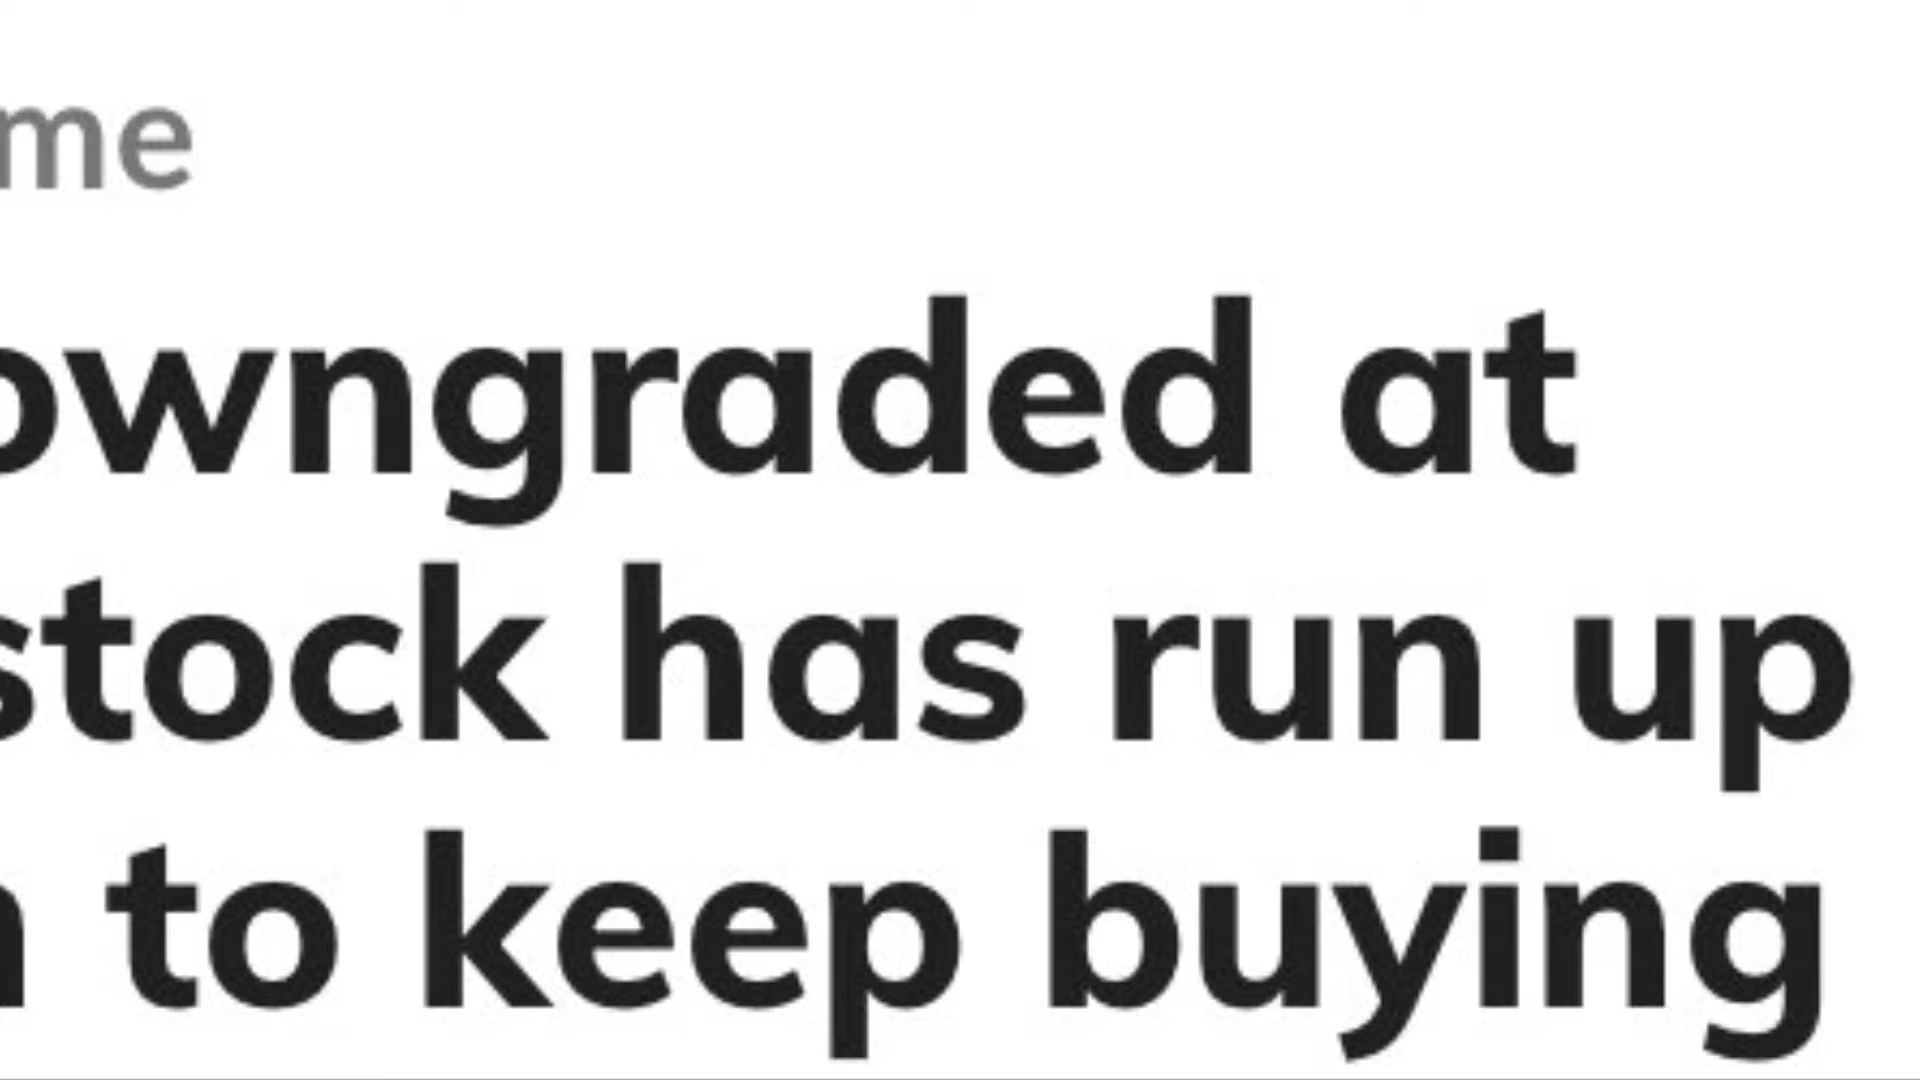 me
owngraded at
stock has run up
to keep buying